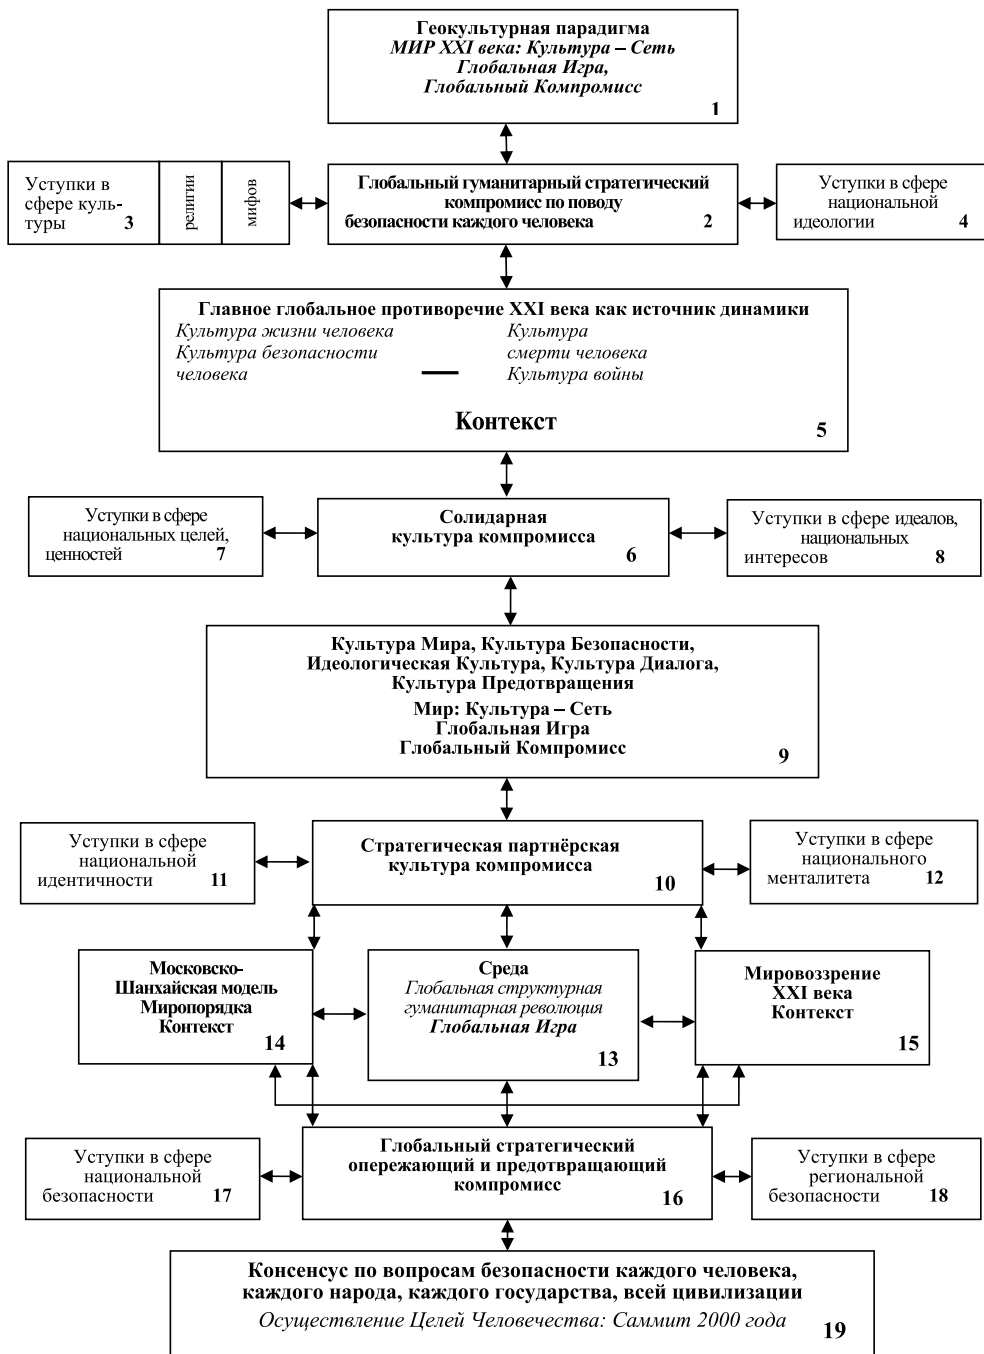 Геокультурная парадигма
МИР XXI века: Культура – Сеть
Глобальная Игра,
Глобальный Компромисс
1
Уступки в
сфере куль-
туры 3
религии
мифов
Глобальный гуманитарный стратегический
компромисс по поводу
безопасности каждого человека 2
Уступки в сфере
национальной
идеологии 4
Главное глобальное противоречие XXI века как источник динамики
Культура жизни человека
Культура безопасности
человека
—
Культура
смерти человека
Культура войны
Контекст
5
Уступки в сфере
национальных целей,
ценностей 7
Солидарная
культура компромисса
6
Уступки в сфере идеалов,
национальных
интересов 8
Культура Мира, Культура Безопасности,
Идеологическая Культура, Культура Диалога,
Культура Предотвращения
Мир: Культура – Сеть
Глобальная Игра
Глобальный Компромисс
9
Уступки в сфере
национальной
идентичности 11
Стратегическая партнёрская
культура компромисса
10
Уступки в сфере
национального
менталитета 12
Московско-
Шанхайская модель
Миропорядка
Контекст
14
Среда
Глобальная структурная
гуманитарная революция
Глобальная Игра
13
Мировоззрение
XXI века
Контекст
15
Уступки в сфере
национальной
безопасности 17
Глобальный стратегический
опережающий и предотвращающий
компромисс
16
Уступки в сфере
региональной
безопасности 18
Консенсус по вопросам безопасности каждого человека,
каждого народа, каждого государства, всей цивилизации
Осуществление Целей Человечества: Саммит 2000 года 19